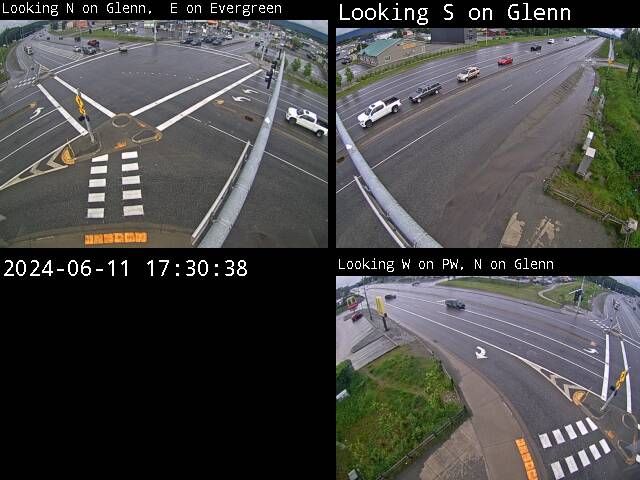 Looking N on Glenn, E on Evergreen
Looking S on Glenn
2024-06-11 17:30:38
Looking W on PW, N on Glenn